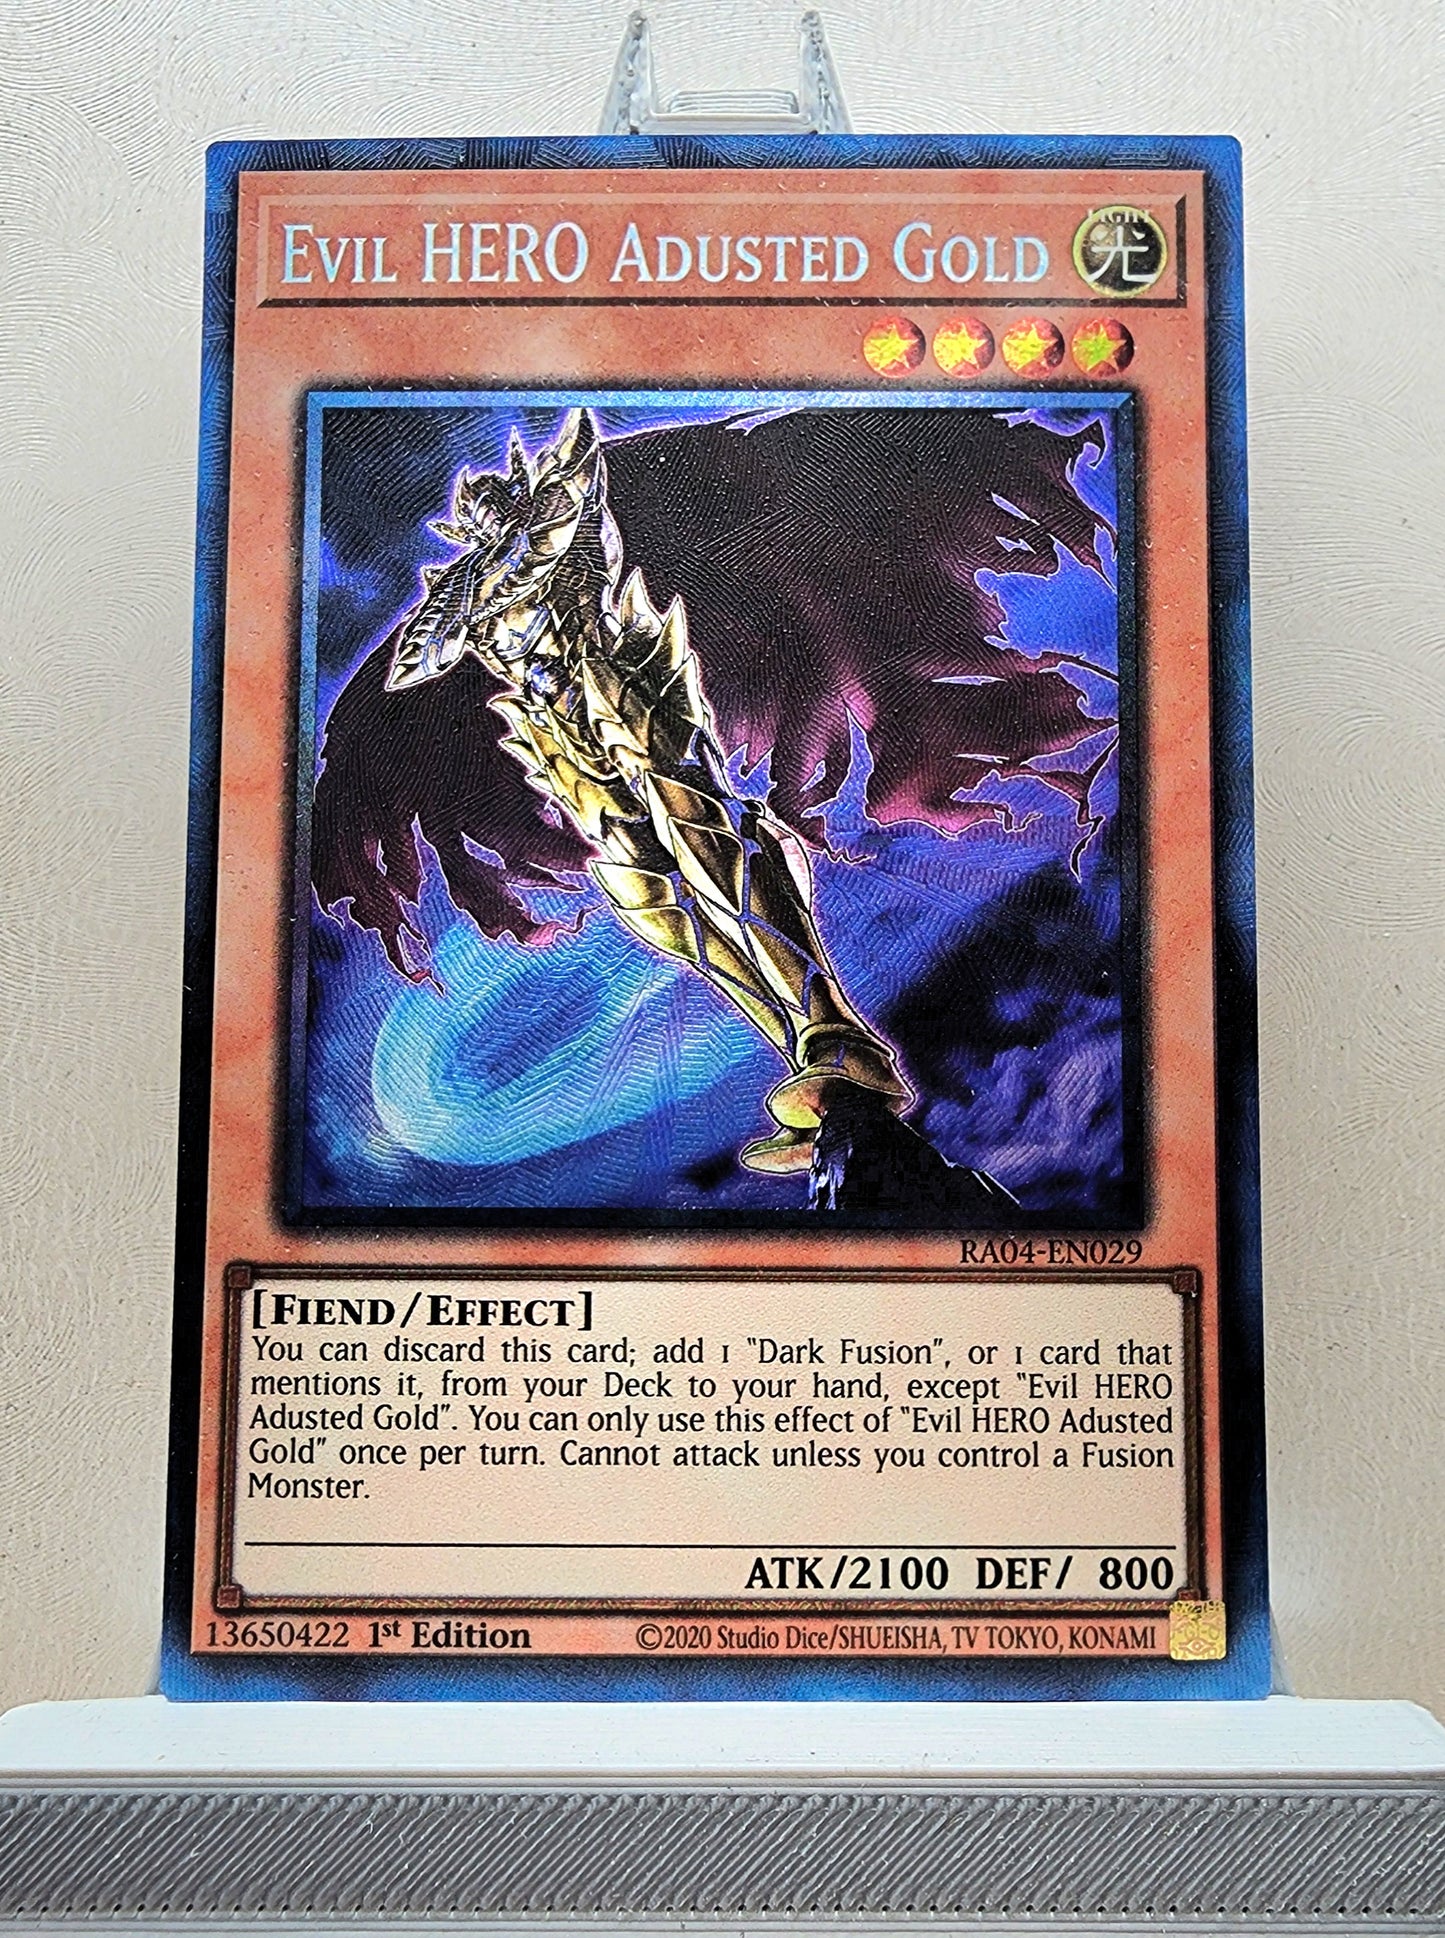 EVIL HERO ADUSTED GOLD
LIGHT
光
RA04-EN029
[FIEND/EFFECT]
You can discard this card; add 1 "Dark Fusion", or 1 card that
mentions it, from your Deck to your hand, except "Evil HERO
Adusted Gold". You can only use this effect of "Evil HERO Adusted
Gold" once per turn. Cannot attack unless you control a Fusion
Monster.
ATK/2100 DEF/ 800
13650422 1st Edition ©2020 Studio Dice/SHUEISHA, TV TOKYO, KONAMI